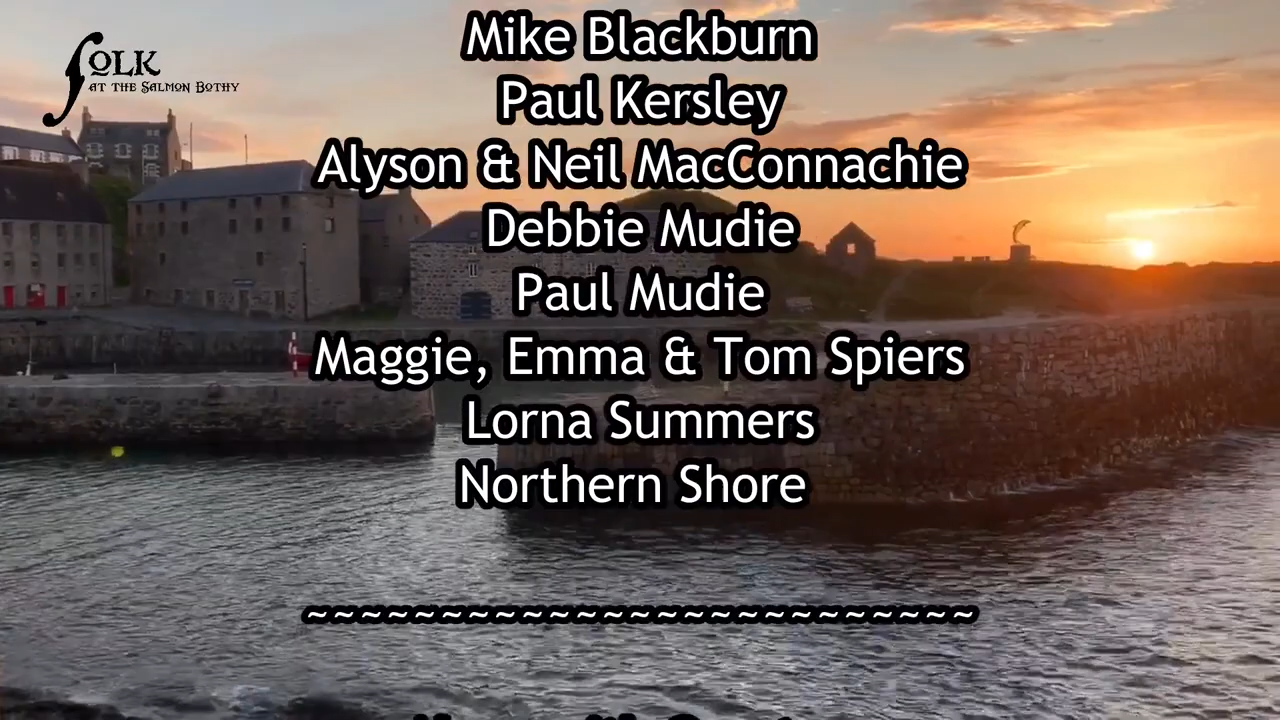 FOLK
AT THE SALMON BOTHY
Mike Blackburn
Paul Kersley
Alyson & Neil MacConnachie
Debbie Mudie
Paul Mudie
Maggie, Emma & Tom Spiers
Lorna Summers
Northern Shore
~~~~~~~~~~~~~~~~~~~~~~~~~